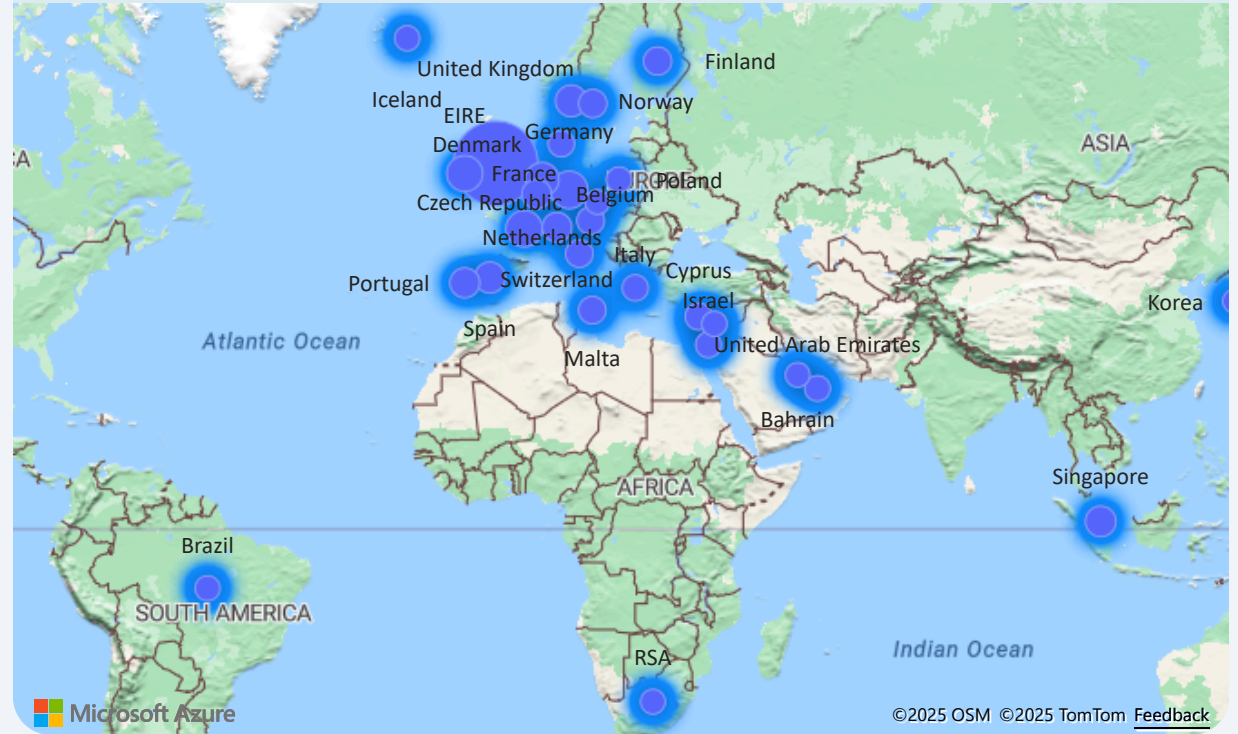 Finland
United Kingdom
Iceland
Norway
EIRE
Germany
ASIA
Denmark
CA
France
Poland
Belgium
Czech Republic
Netherlands
Italy
Cyprus
Switzerland
Portugal
Israel
Korea
Spain
Atlantic Ocean
United Arab Emirates
Malta
Bahrain
Singapore
AFRICA
Brazil
SOUTH AMERICA
Indian Ocean
RSA
Microsoft Azure
©2025 OSM ©2025 TomTom Feedback